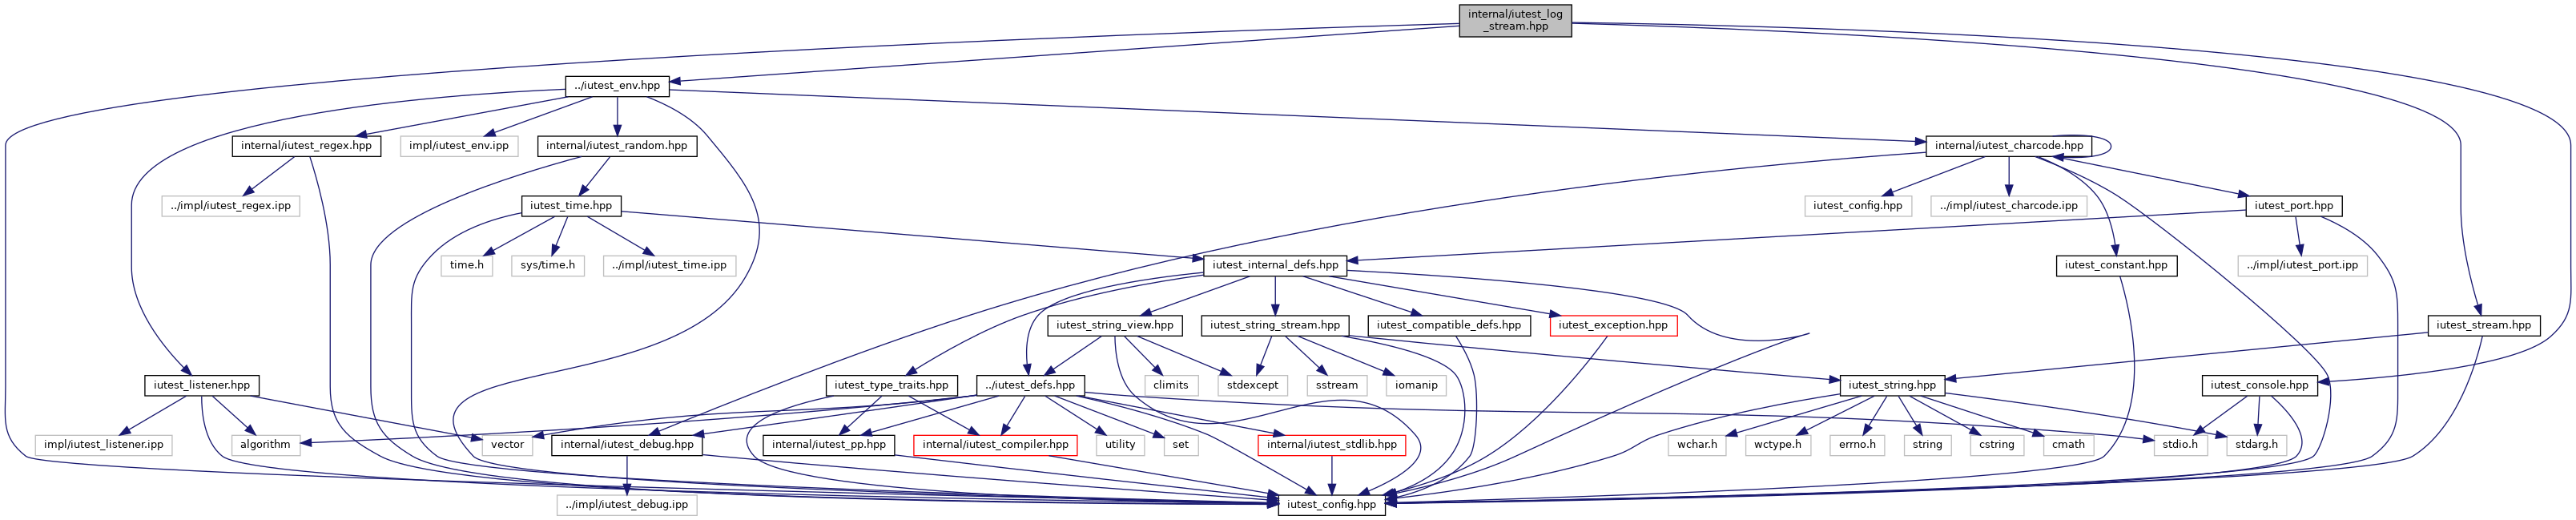 internal/iutest_log
_stream.hpp
../iutest_env.hpp
internal/iutest_regex.hpp
impl/iutest_env.ipp
internal/iutest_random.hpp
internal/iutest_charcode.hpp
../impl/iutest_regex.ipp
iutest_time.hpp
iutest_config.hpp
../impl/iutest_charcode.ipp
iutest_port.hpp
time.h
sys/time.h
../impl/iutest_time.ipp
iutest_internal_defs.hpp
iutest_constant.hpp
../impl/iutest_port.ipp
iutest_string_view.hpp
iutest_string_stream.hpp
iutest_compatible_defs.hpp
iutest_exception.hpp
iutest_stream.hpp
iutest_listener.hpp
iutest_type_traits.hpp
../iutest_defs.hpp
climits
stdexcept
sstream
iomanip
iutest_string.hpp
iutest_console.hpp
impl/iutest_listener.ipp
algorithm
vector
internal/iutest_debug.hpp
internal/iutest_pp.hpp
internal/iutest_compiler.hpp
utility
set
internal/iutest_stdlib.hpp
wchar.h
wctype.h
errno.h
string
cstring
cmath
stdio.h
stdarg.h
../impl/iutest_debug.ipp
iutest_config.hpp